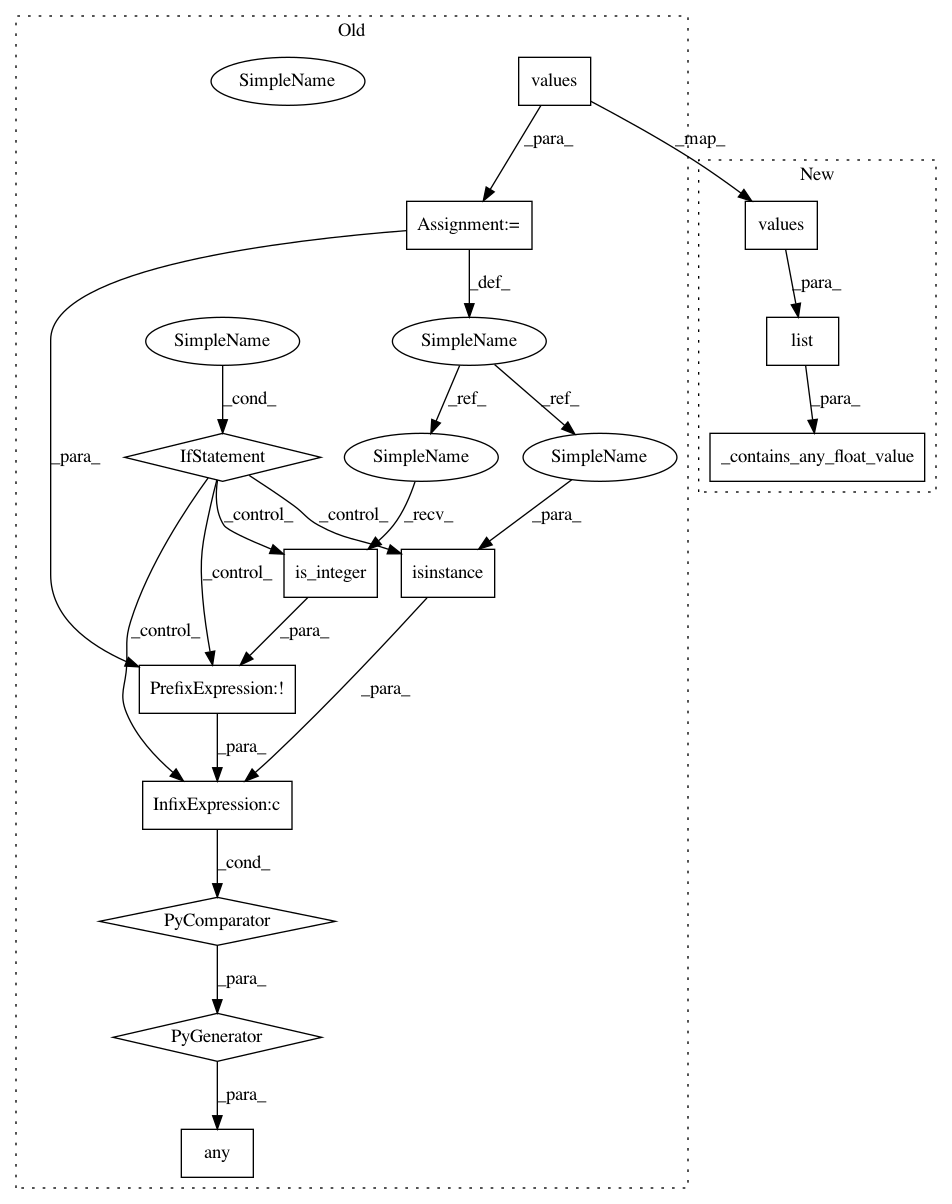 Old
SimpleName
values
_para_
_map_
New
Assignment:=
values
_def_
_para_
SimpleName
SimpleName
list
_cond_
_ref_
_ref_
_para_
_para_
IfStatement
SimpleName
SimpleName
_contains_any_float_value
_control_
_control_
_recv_
_para_
_control_
is_integer
isinstance
_control_
_para_
PrefixExpression:!
_para_
_para_
InfixExpression:c
_cond_
PyComparator
_para_
PyGenerator
_para_
any